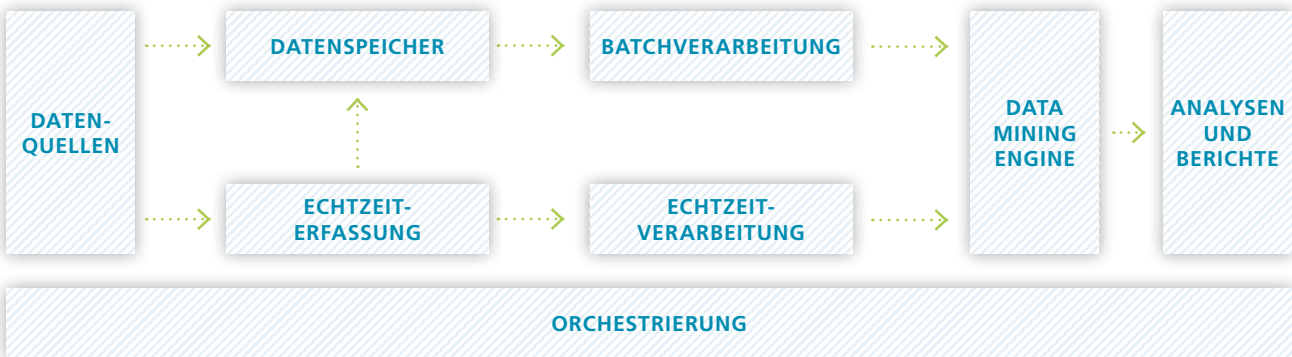 DATEN-
QUELLEN
DATENSPEICHER
BATCHVERARBEITUNG
ECHTZEIT-
ERFASSUNG
ECHTZEIT-
VERARBEITUNG
DATA
MINING
ENGINE
ANALYSEN
UND
BERICHTE
ORCHESTRIERUNG